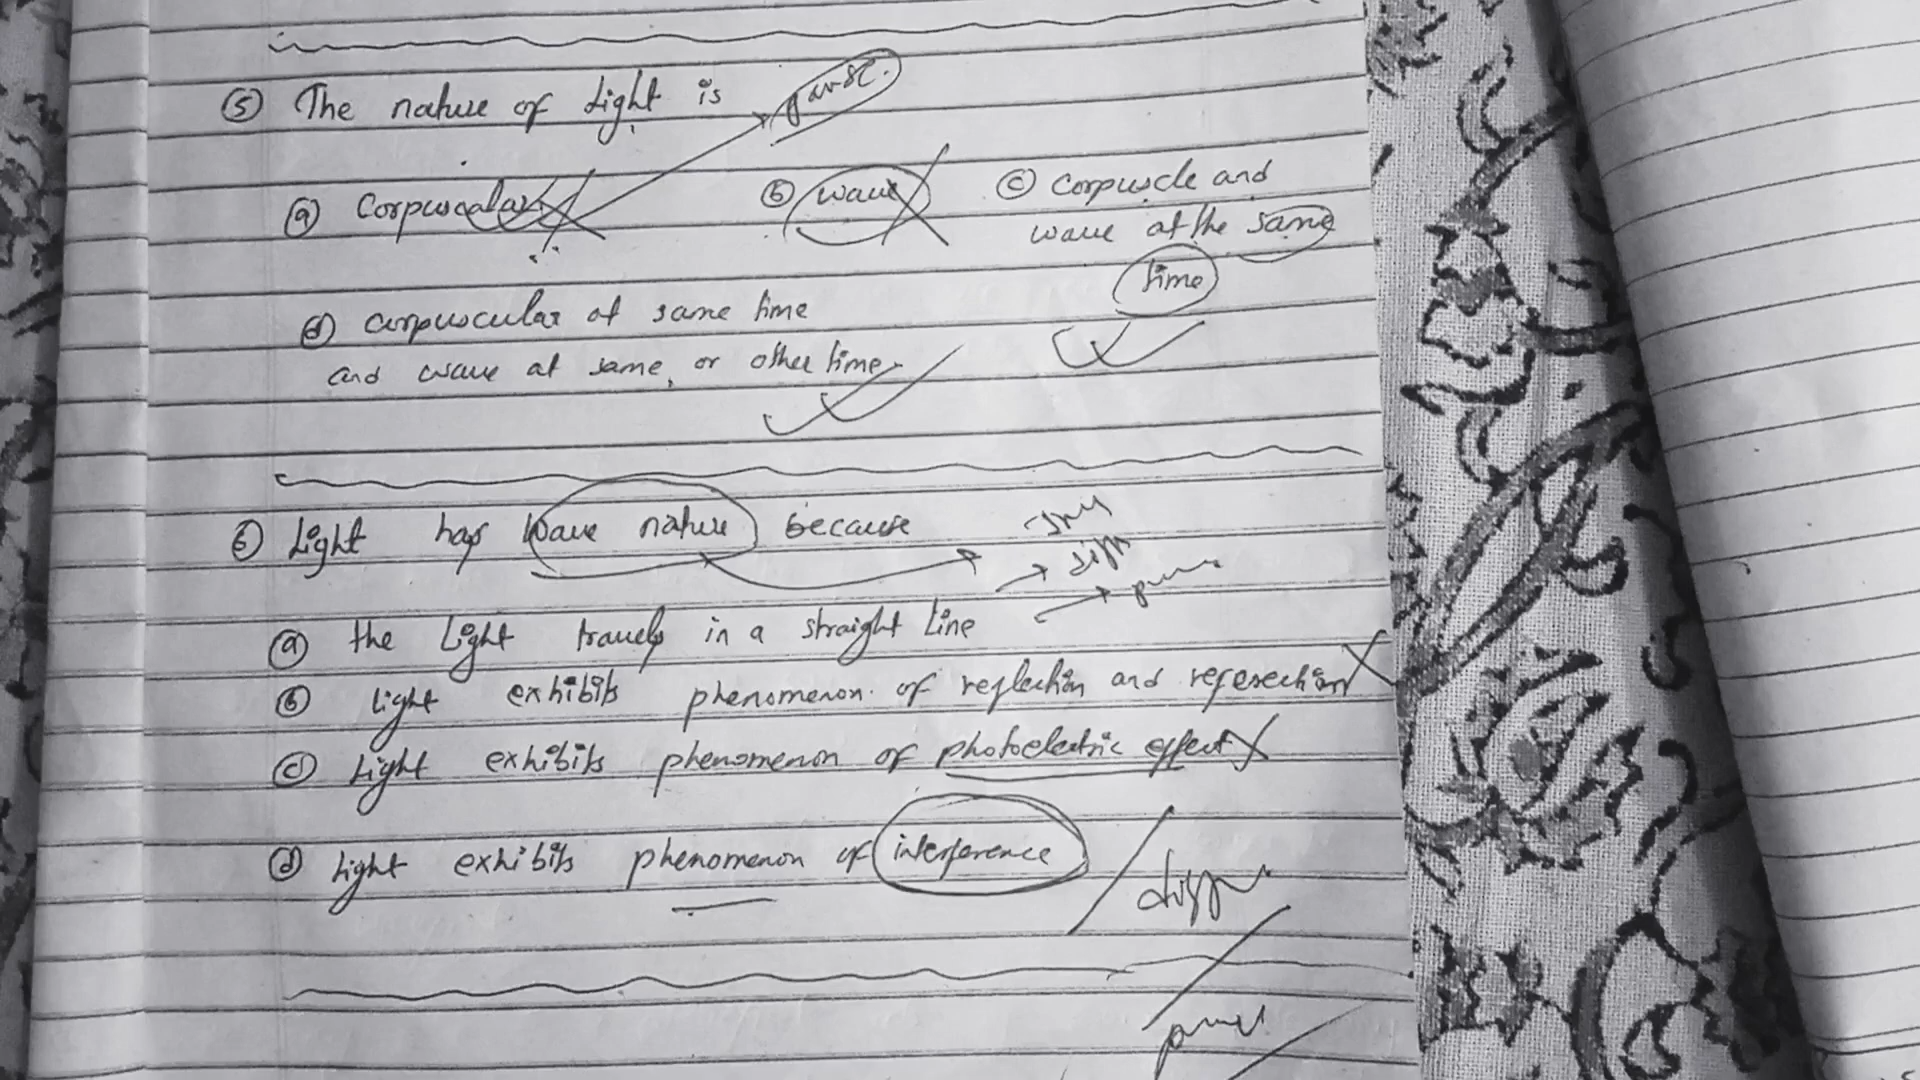 ⑤ The nature of Light is
ⓐ Corpuscular ⓑ wave ⓒ Corpuscle and
wave at the same
time
ⓓ corpuscular at same time
and wave at same, or other time
⑥ Light has wave nature because
ⓐ the Light travels in a straight Line
ⓑ Light exhibits phenomenon of reflection and referection
ⓒ Light exhibits phenomenon of photoelectric effect
ⓓ Light exhibits phenomenon of interference